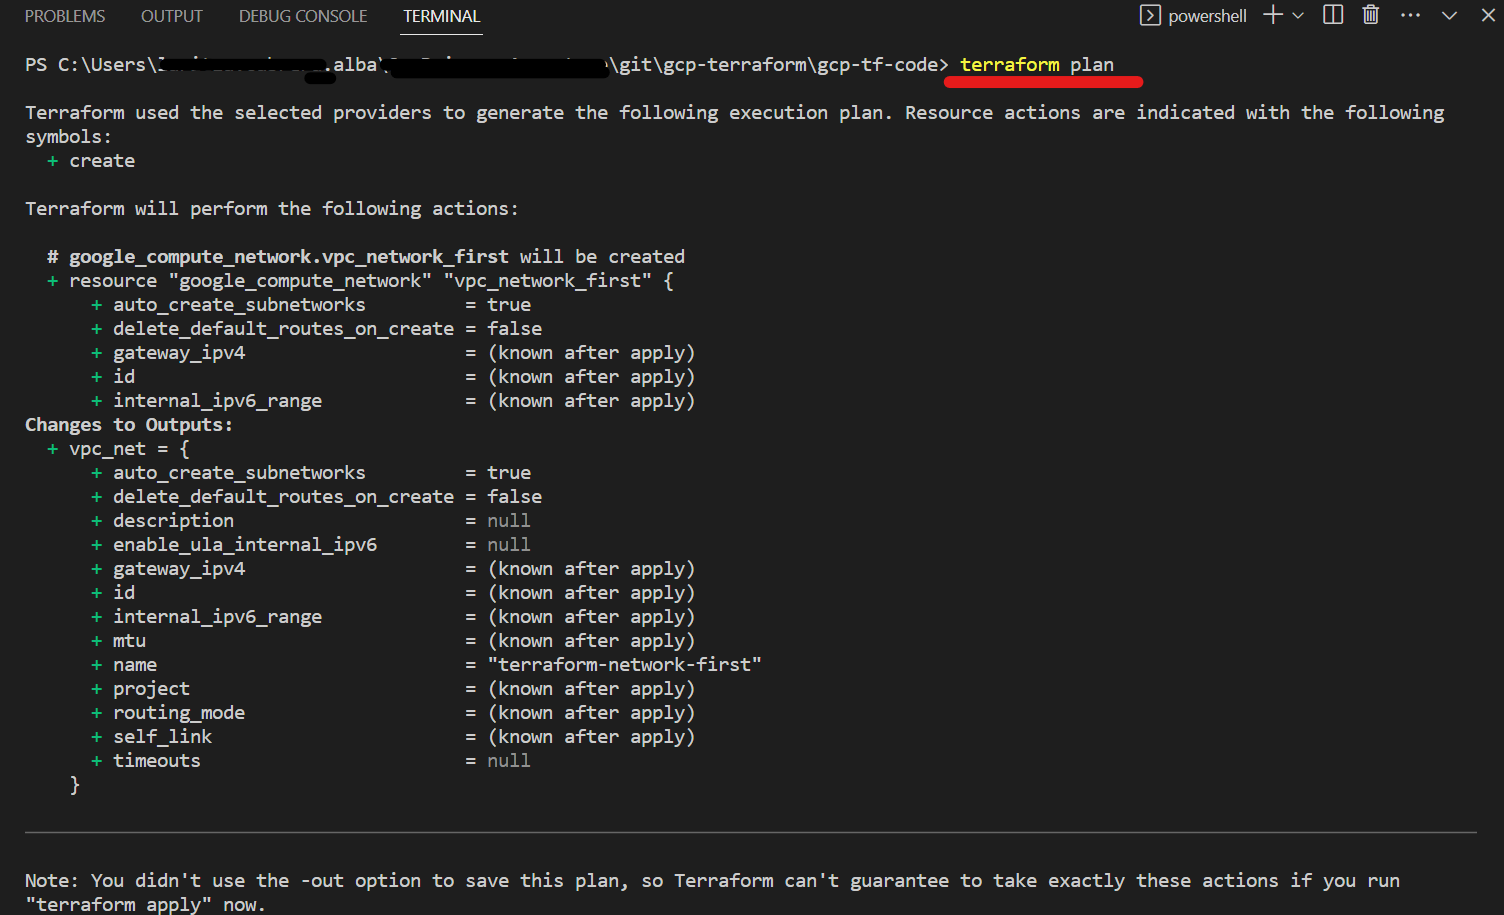 PROBLEMS OUTPUT DEBUG CONSOLE TERMINAL powershell
PS C:\Users\ .alba\ \git\gcp-terraform\gcp-tf-code> terraform plan
Terraform used the selected providers to generate the following execution plan. Resource actions are indicated with the following
symbols:
+ create
Terraform will perform the following actions:
# google_compute_network.vpc_network_first will be created
+ resource "google_compute_network" "vpc_network_first" {
+ auto_create_subnetworks = true
+ delete_default_routes_on_create = false
+ gateway_ipv4 = (known after apply)
+ id = (known after apply)
+ internal_ipv6_range = (known after apply)
Changes to Outputs:
+ vpc_net = {
+ auto_create_subnetworks = true
+ delete_default_routes_on_create = false
+ description = null
+ enable_ula_internal_ipv6 = null
+ gateway_ipv4 = (known after apply)
+ id = (known after apply)
+ internal_ipv6_range = (known after apply)
+ mtu = (known after apply)
+ name = "terraform-network-first"
+ project = (known after apply)
+ routing_mode = (known after apply)
+ self_link = (known after apply)
+ timeouts = null
}
Note: You didn't use the -out option to save this plan, so Terraform can't guarantee to take exactly these actions if you run
"terraform apply" now.